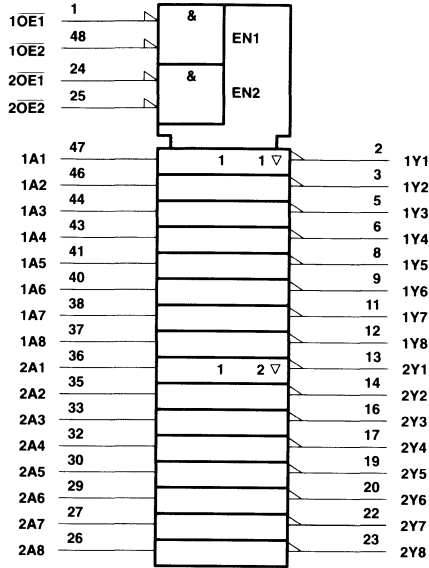 1OE1 1 &
1OE2 48 EN1
2OE1 24 &
2OE2 25 EN2
1A1 47 1 1 ▽ 2 1Y1
1A2 46 3 1Y2
1A3 44 5 1Y3
1A4 43 6 1Y4
1A5 41 8 1Y5
1A6 40 9 1Y6
1A7 38 11 1Y7
1A8 37 12 1Y8
2A1 36 1 2 ▽ 13 2Y1
2A2 35 14 2Y2
2A3 33 16 2Y3
2A4 32 17 2Y4
2A5 30 19 2Y5
2A6 29 20 2Y6
2A7 27 22 2Y7
2A8 26 23 2Y8